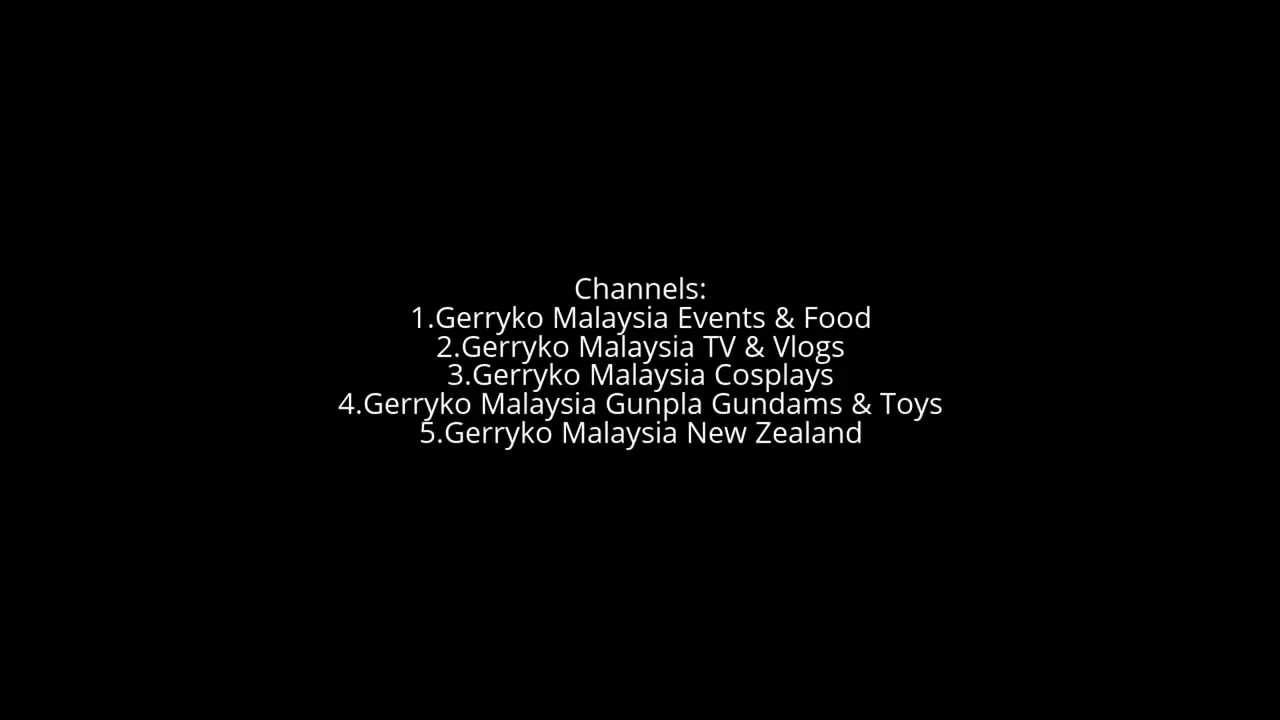 Channels:
1.Gerryko Malaysia Events & Food
2.Gerryko Malaysia TV & Vlogs
3.Gerryko Malaysia Cosplays
4.Gerryko Malaysia Gunpla Gundams & Toys
5.Gerryko Malaysia New Zealand